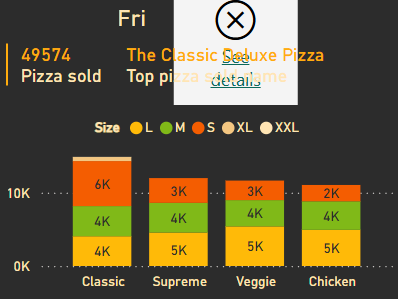 Fri
49574 The Classic Deluxe Pizza
See
Pizza sold Top pizza sold name
details
Size L M S XL XXL
6K
3K 3K 2K
10K
4K 4K 4K 4K
4K 5K 5K 5K
0K
Classic Supreme Veggie Chicken